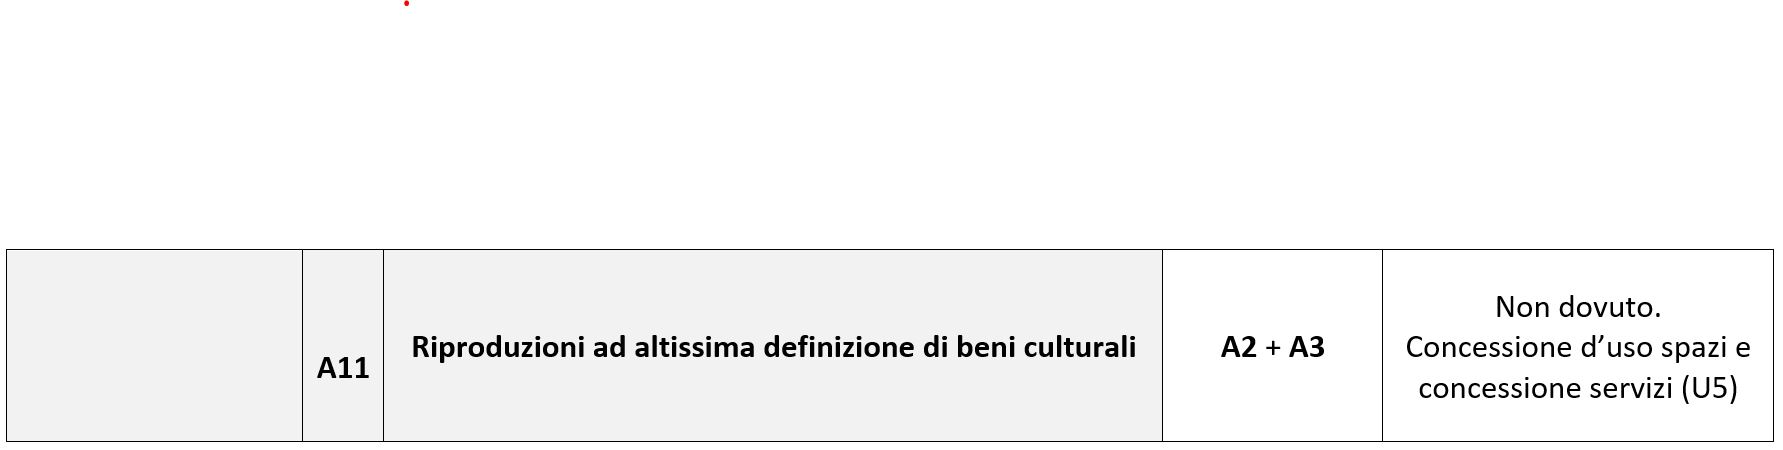 A11
Riproduzioni ad altissima definizione di beni culturali
A2 + A3
Non dovuto.
Concessione d’uso spazi e
concessione servizi (U5)